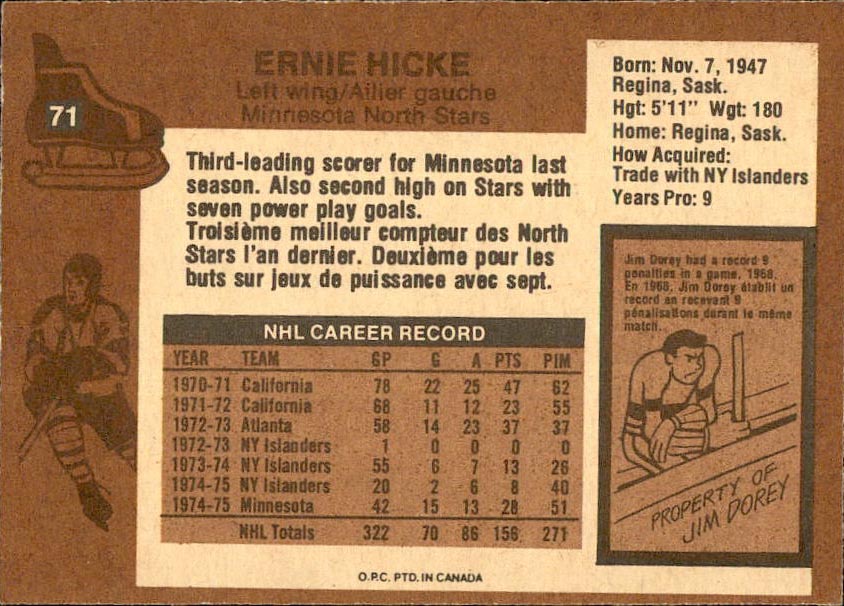 71
ERNIE HICKE
Left wing/Ailier gauche
Minnesota North Stars
Born: Nov. 7, 1947
Regina, Sask.
Hgt: 5'11" Wgt: 180
Home: Regina, Sask.
How Acquired:
Trade with NY Islanders
Years Pro: 9
Third-leading scorer for Minnesota last
season. Also second high on Stars with
seven power play goals.
Troisième meilleur compteur des North
Stars l'an dernier. Deuxième pour les
buts sur jeux de puissance avec sept.
NHL CAREER RECORD
YEAR TEAM GP G A PTS PIM
1970-71 California 78 22 25 47 62
1971-72 California 68 11 12 23 55
1972-73 Atlanta 58 14 23 37 37
1972-73 NY Islanders 1 0 0 0 0
1973-74 NY Islanders 55 6 7 13 26
1974-75 NY Islanders 20 2 6 8 40
1974-75 Minnesota 42 15 13 28 51
NHL Totals 322 70 86 156 271
Jim Dorey had a record 9
penalties in a game, 1968.
En 1968, Jim Dorey établit un
record en recevant 9
pénalisations durant le même
match.
PROPERTY OF
JIM DOREY
O.P.C. PTD. IN CANADA